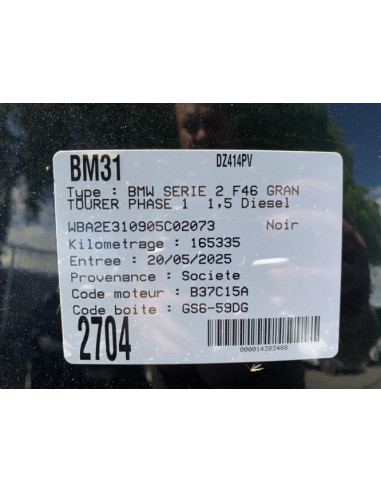 BM31 DZ414PV
Type : BMW SERIE 2 F46 GRAN
TOURER PHASE 1 1,5 Diesel
WBA2E310905C02073 Noir
Kilometrage : 165335
Entree : 20/05/2025
Provenance : Societe
Code moteur : B37C15A
Code boite : GS6-59DG
2704
000014383488